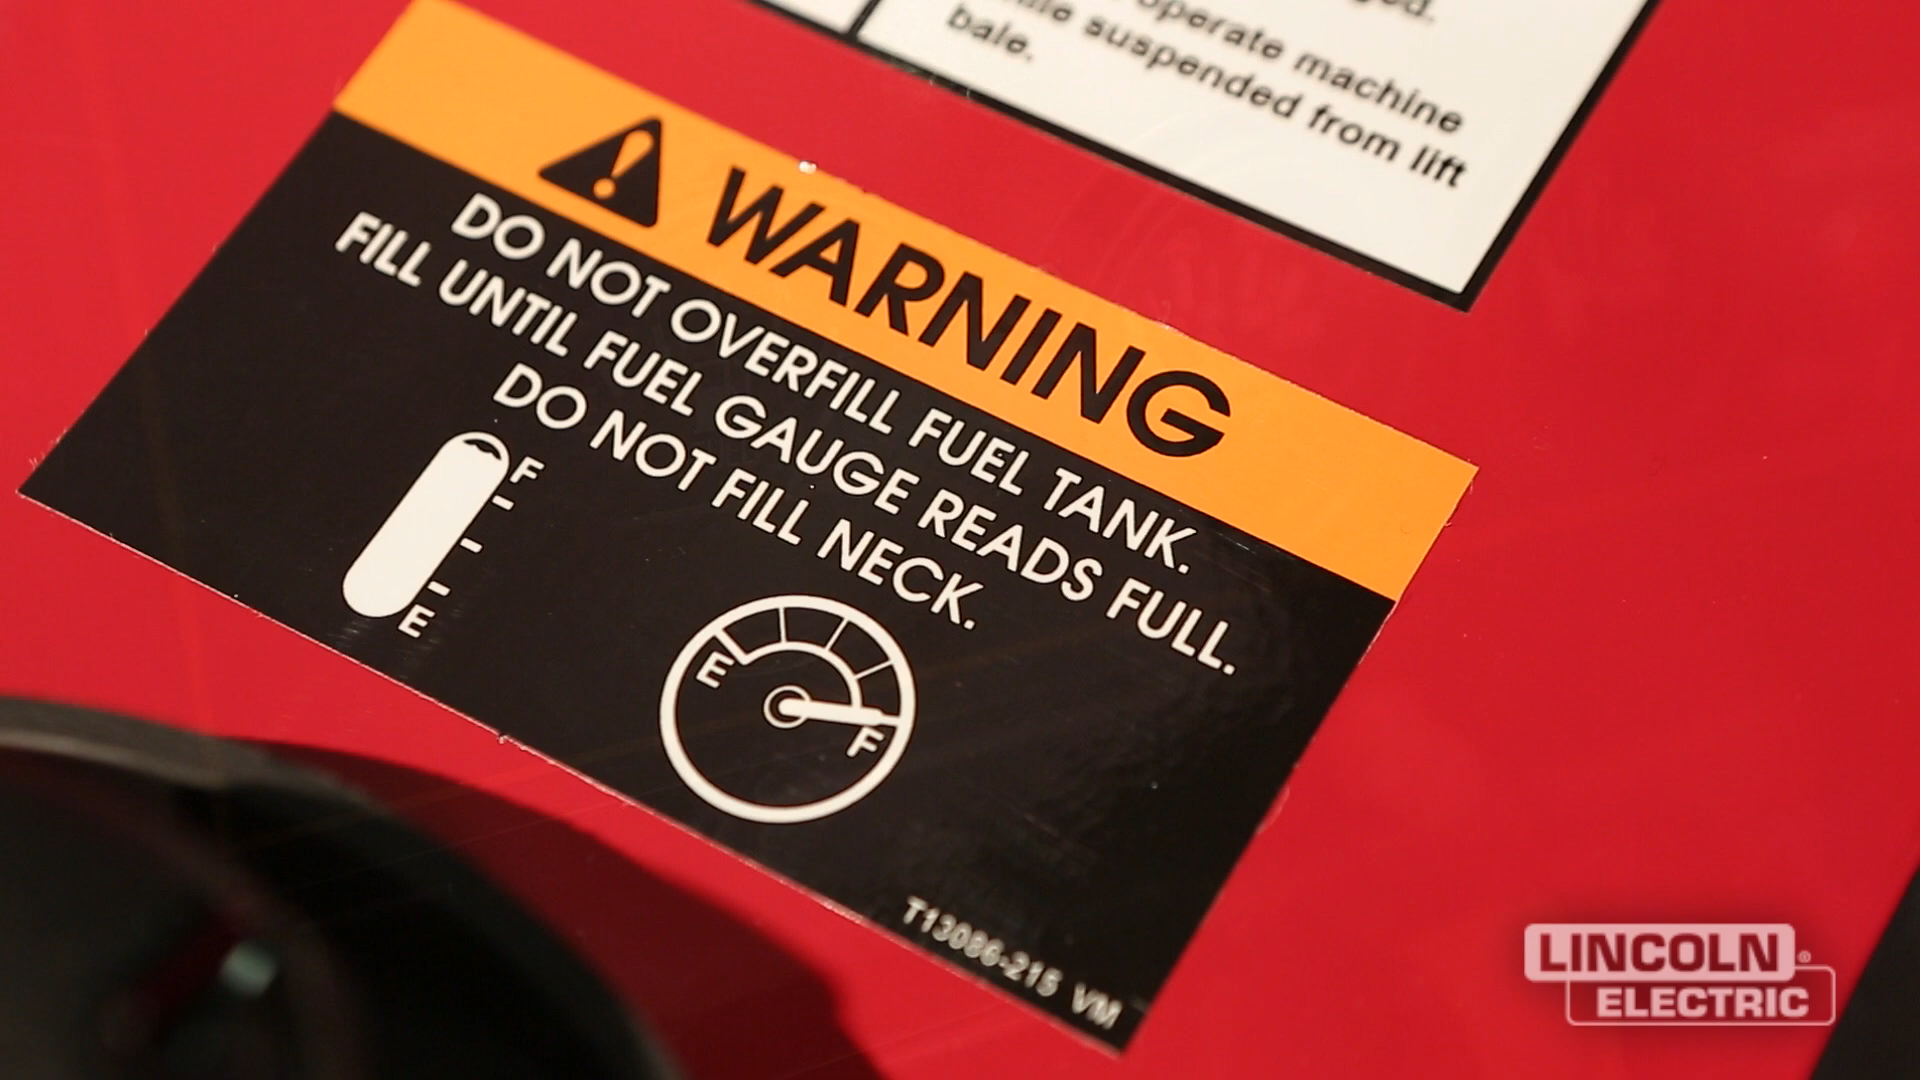 operate machine
suspended from lift
bale.
WARNING
DO NOT OVERFILL FUEL TANK.
FILL UNTIL FUEL GAUGE READS FULL.
DO NOT FILL NECK.
F
E
E
F
T13086-215 VM
LINCOLN®
ELECTRIC